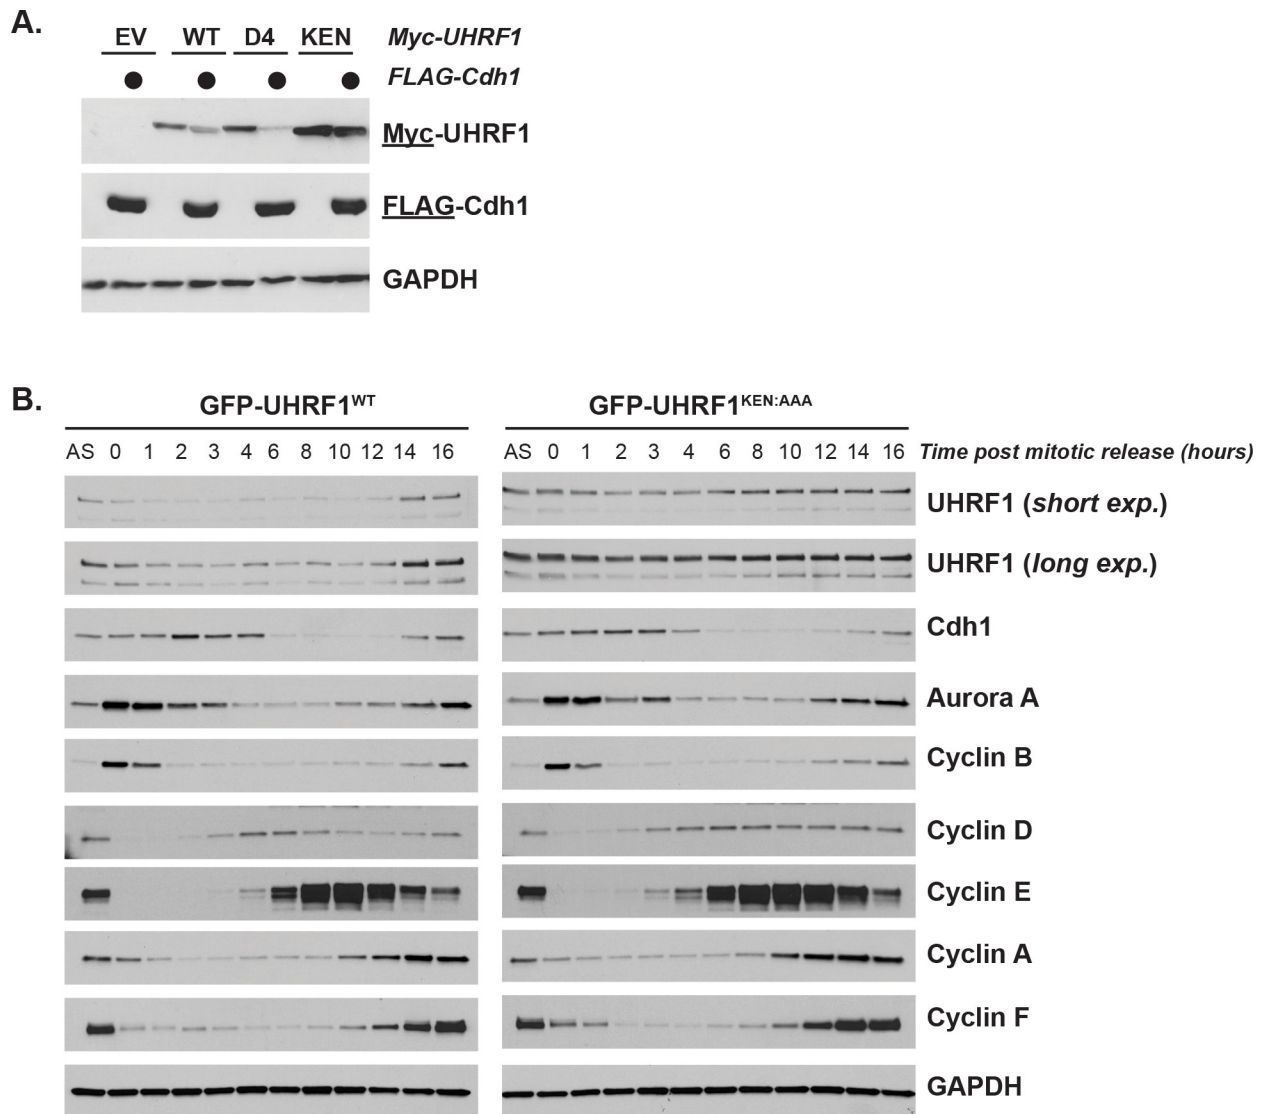 A.
EV WT D4 KEN Myc-UHRF1
FLAG-Cdh1
Myc-UHRF1
FLAG-Cdh1
GAPDH
B.
GFP-UHRF1WT GFP-UHRF1KEN:AAA
AS 0 1 2 3 4 6 8 10 12 14 16 AS 0 1 2 3 4 6 8 10 12 14 16 Time post mitotic release (hours)
UHRF1 (short exp.)
UHRF1 (long exp.)
Cdh1
Aurora A
Cyclin B
Cyclin D
Cyclin E
Cyclin A
Cyclin F
GAPDH